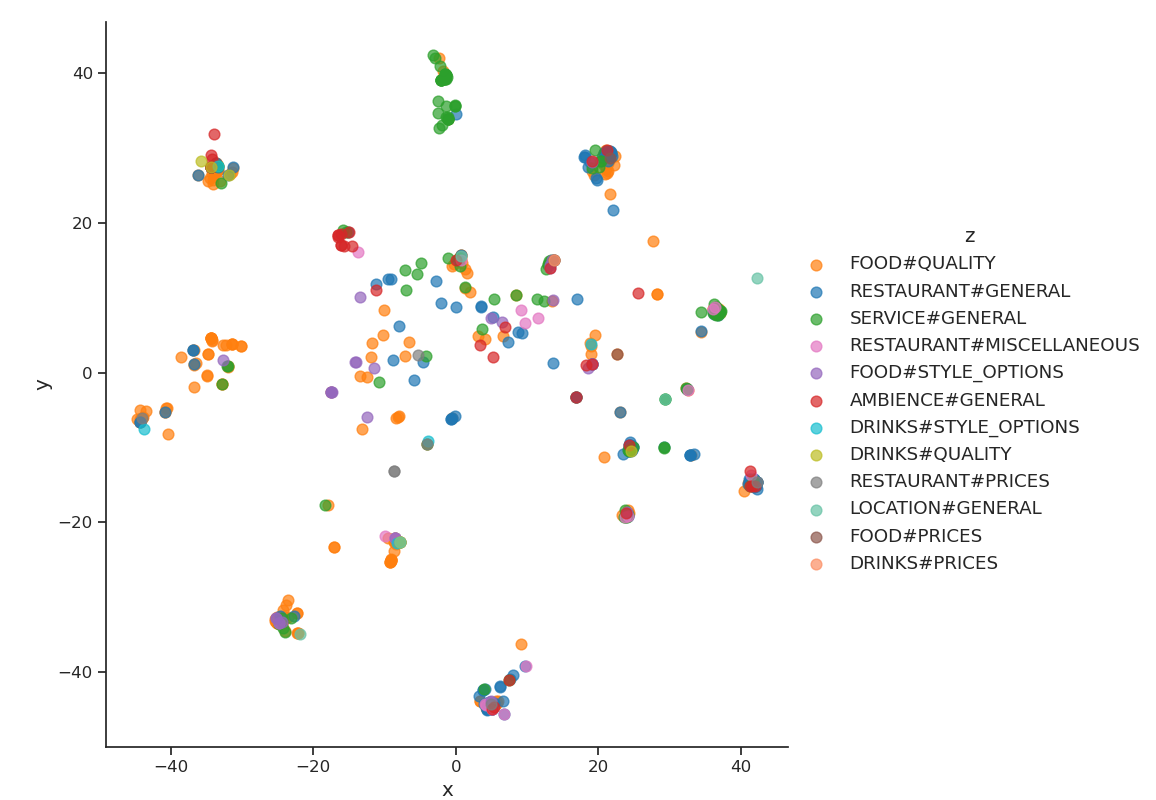 40
20
0
−20
−40
y
−40
−20
0
20
40
x
z
FOOD#QUALITY
RESTAURANT#GENERAL
SERVICE#GENERAL
RESTAURANT#MISCELLANEOUS
FOOD#STYLE_OPTIONS
AMBIENCE#GENERAL
DRINKS#STYLE_OPTIONS
DRINKS#QUALITY
RESTAURANT#PRICES
LOCATION#GENERAL
FOOD#PRICES
DRINKS#PRICES